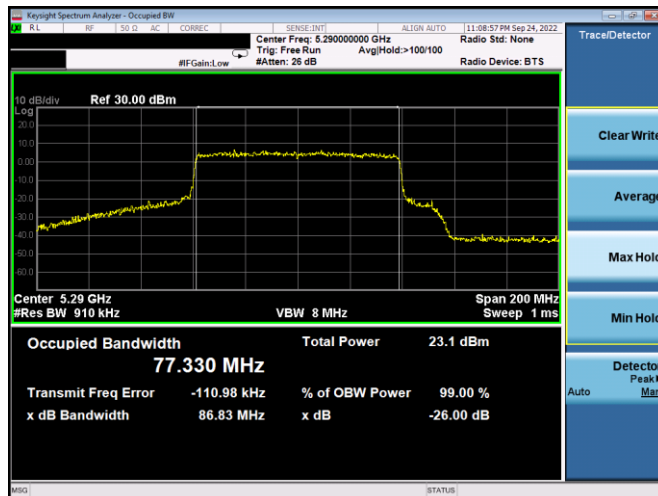 Keysight Spectrum Analyzer - Occupied BW
RL RF 50 Ω AC CORREC SENSE:INT ALIGN AUTO 11:08:57 PM Sep 24, 2022
Center Freq: 5.290000000 GHz Radio Std: None
Trig: Free Run Avg|Hold:>100/100
#IFGain:Low #Atten: 26 dB Radio Device: BTS
10 dB/div Ref 30.00 dBm
Log
20.0
10.0
0.00
-10.0
-20.0
-30.0
-40.0
-50.0
-60.0
Center 5.29 GHz Span 200 MHz
#Res BW 910 kHz VBW 8 MHz Sweep 1 ms
Occupied Bandwidth Total Power 23.1 dBm
77.330 MHz
Transmit Freq Error -110.98 kHz % of OBW Power 99.00 %
x dB Bandwidth 86.83 MHz x dB -26.00 dB
MSG STATUS
Trace/Detector
Clear Write
Average
Max Hold
Min Hold
Detector
Peak
Auto Man